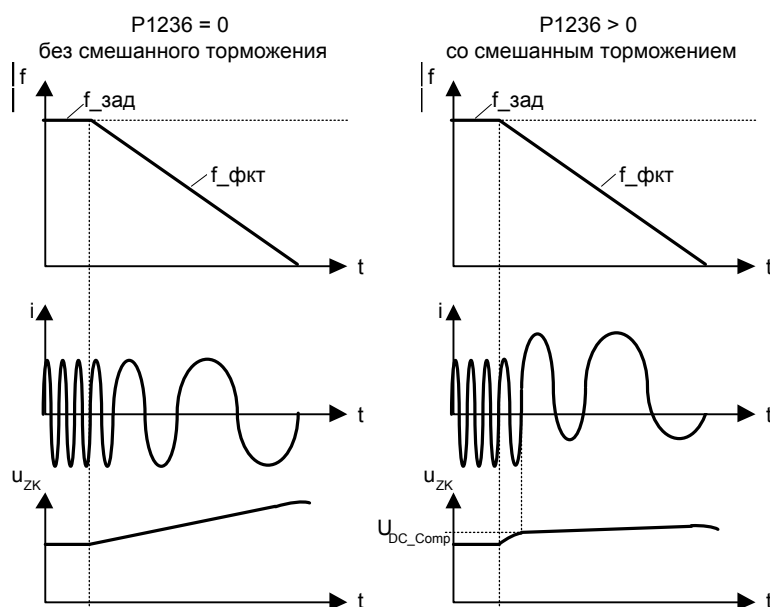 P1236 = 0
без смешанного торможения
f
f_зад
f_фкт
t
i
t
u_ZK
t
P1236 > 0
со смешанным торможением
f
f_зад
f_фкт
t
i
t
u_ZK
U_DC_Comp
t